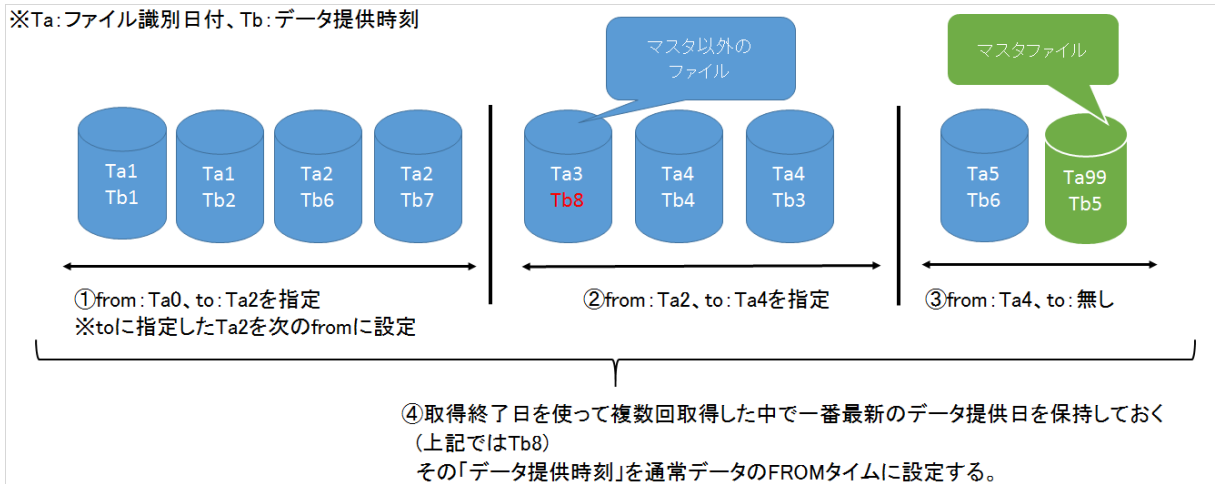 ※Ta:ファイル識別日付、Tb:データ提供時刻
マスタ以外の
ファイル
マスタファイル
Ta1
Tb1
Ta1
Tb2
Ta2
Tb6
Ta2
Tb7
Ta3
Tb8
Ta4
Tb4
Ta4
Tb3
Ta5
Tb6
Ta99
Tb5
①from:Ta0、to:Ta2を指定
※toに指定したTa2を次のfromに設定
②from:Ta2、to:Ta4を指定
③from:Ta4、to:無し
④取得終了日を使って複数回取得した中で一番最新のデータ提供日を保持しておく
(上記ではTb8)
その「データ提供時刻」を通常データのFROMタイムに設定する。